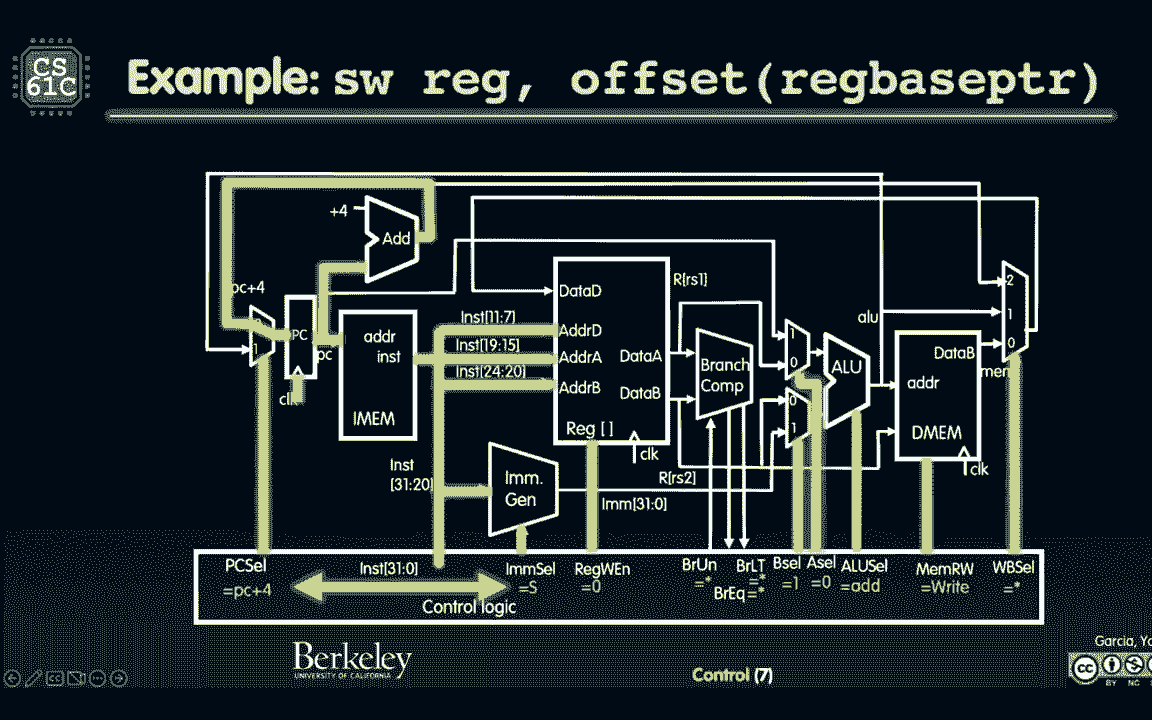 CS
61C
Example: sw reg, offset(regbaseptr)
+4
Add
pc+4
1
PC
pc
clk
addr
inst
IMEM
Inst[11:7]
Inst[19:15]
Inst[24:20]
Inst
[31:20]
Imm.
Gen
Imm[31:0]
DataD
AddrD
AddrA
AddrB
DataA
DataB
Reg []
clk
R[rs1]
R[rs2]
Branch
Comp
1
0
0
1
ALU
alu
DataB
addr
DMEM
clk
mem
2
1
0
PCSel
=pc+4
Inst[31:0]
Control logic
ImmSel
=S
RegWEn
=0
BrUn
=*
BrLT
=*
BrEq=*
Bsel
=1
Asel
=0
ALUSel
=add
MemRW
=Write
WBSel
=*
Berkeley
UNIVERSITY OF CALIFORNIA
Control (7)
Garcia,
cc
BY NC